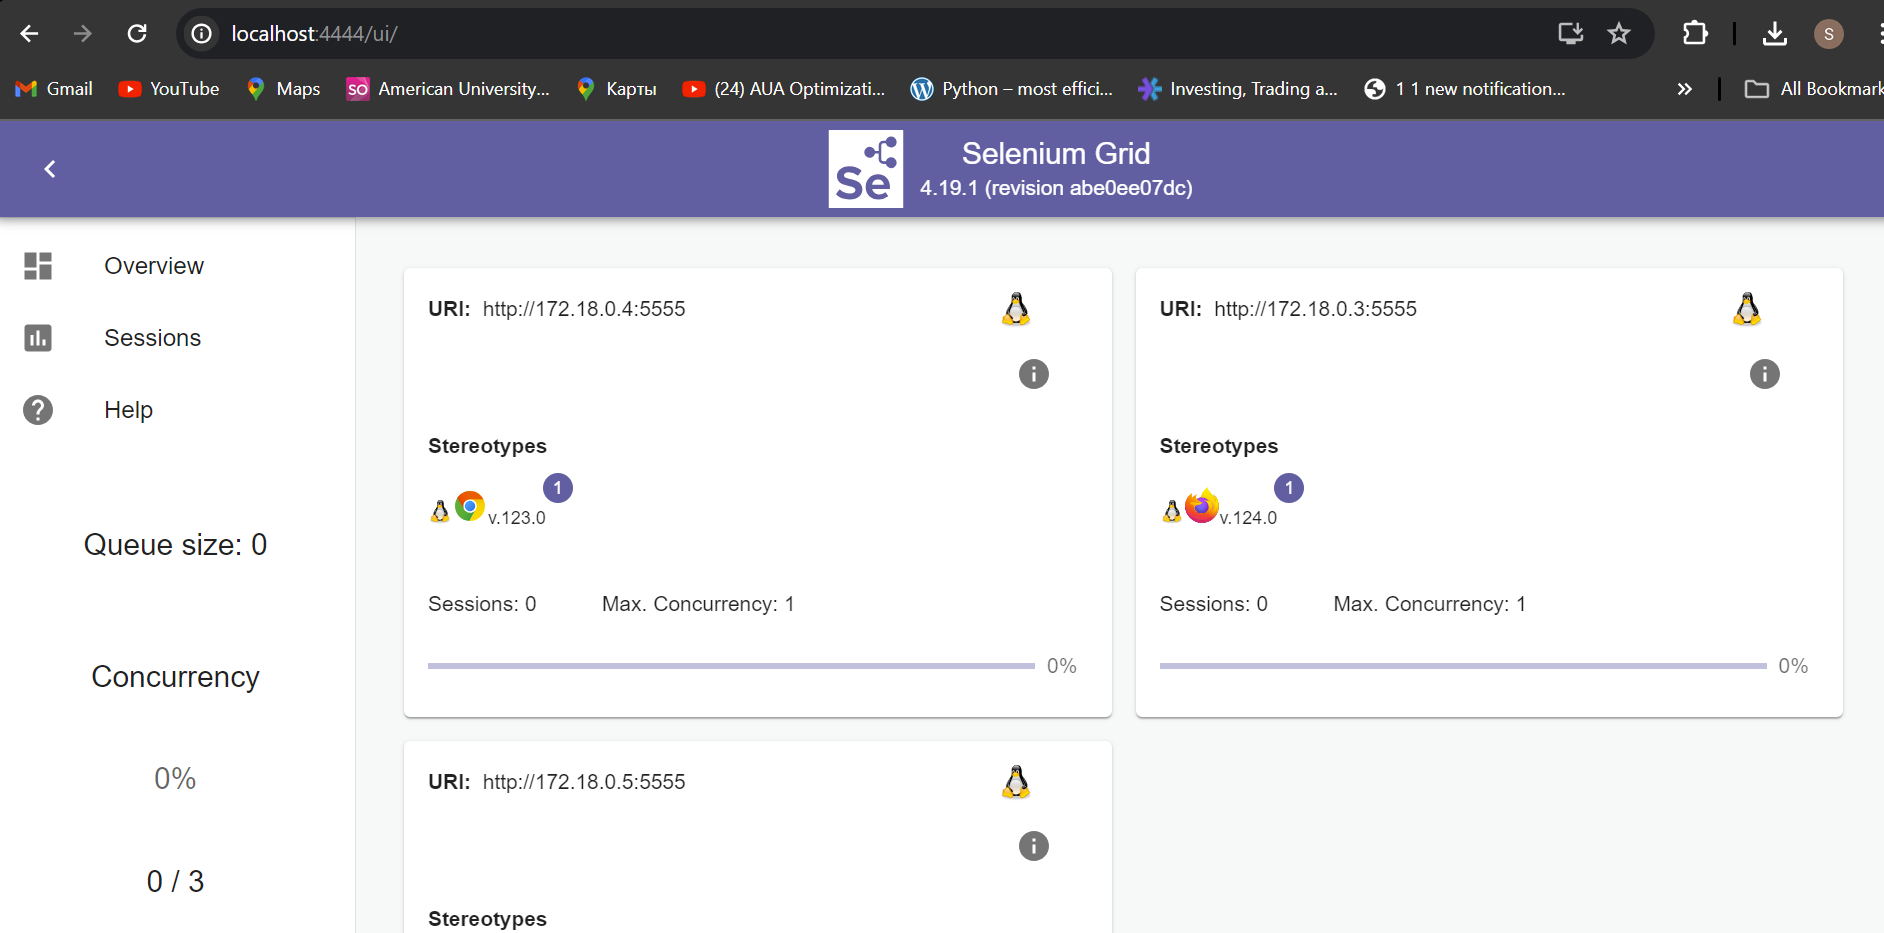 localhost:4444/ui/
S
Gmail
YouTube
Maps
SO
American University...
Карты
(24) AUA Optimizati...
Python – most effici...
Investing, Trading a...
1 1 new notification...
»
All Bookmark
Se
Selenium Grid
4.19.1 (revision abe0ee07dc)
Overview
Sessions
Help
Queue size: 0
Concurrency
0%
0 / 3
URI: http://172.18.0.4:5555
Stereotypes
1
v.123.0
Sessions: 0 Max. Concurrency: 1
0%
URI: http://172.18.0.3:5555
Stereotypes
1
v.124.0
Sessions: 0 Max. Concurrency: 1
0%
URI: http://172.18.0.5:5555
Stereotypes